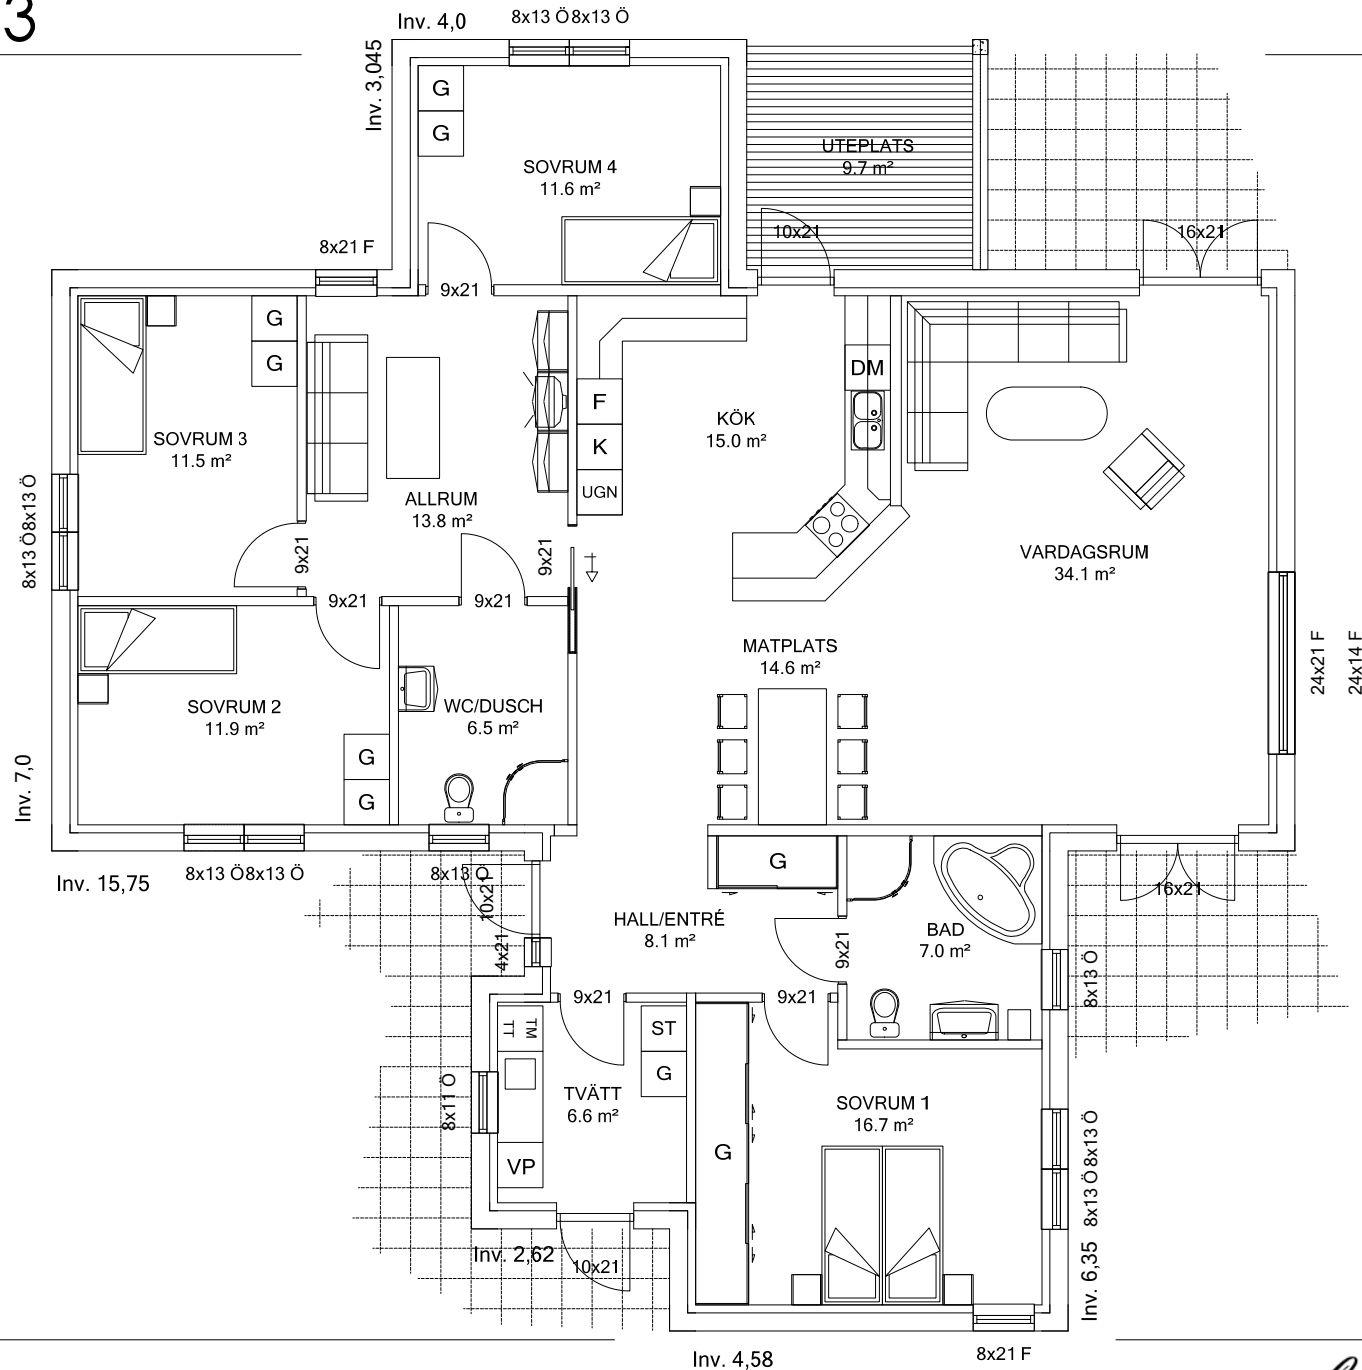 3
Inv. 4,0
8x13 Ö8x13 Ö
Inv. 3,045
G
G
SOVRUM 4
11.6 m²
UTEPLATS
9.7 m²
8x21 F
9x21
10x21
16x21
G
G
SOVRUM 3
11.5 m²
ALLRUM
13.8 m²
F
K
UGN
KÖK
15.0 m²
DM
VARDAGSRUM
34.1 m²
8x13 Ö8x13 Ö
9x21
9x21
9x21
9x21
MATPLATS
14.6 m²
24x21 F
24x14 F
SOVRUM 2
11.9 m²
WC/DUSCH
6.5 m²
G
G
Inv. 7,0
Inv. 15,75
8x13 Ö8x13 Ö
8x13 Ö
10x21
4x21
G
16x21
HALL/ENTRÉ
8.1 m²
9x21
BAD
7.0 m²
8x13 Ö
9x21
9x21
TM
TT
ST
G
TVÄTT
6.6 m²
8x11 Ö
VP
G
SOVRUM 1
16.7 m²
8x13 Ö 8x13 Ö
Inv. 6,35
Inv. 2,62
10x21
Inv. 4,58
8x21 F